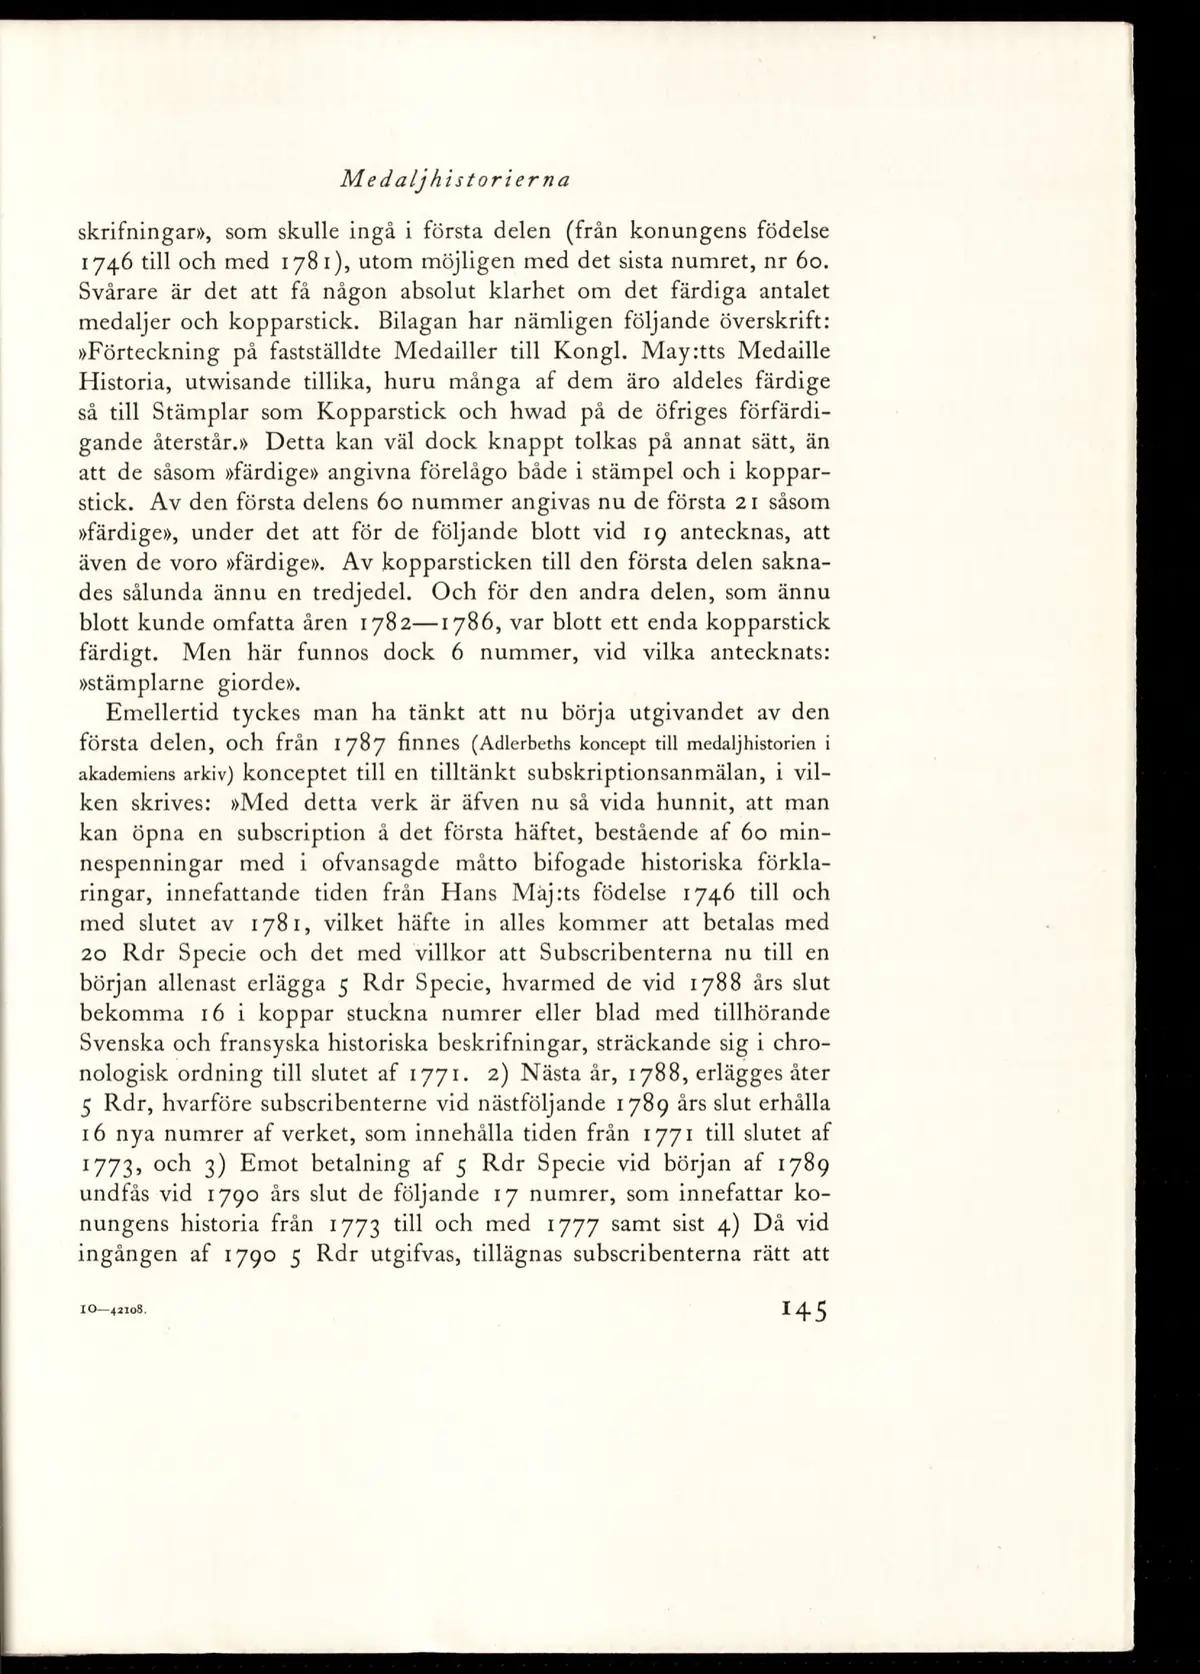 Medaljhistorierna
skrifningar», som skulle ingå i första delen (från konungens födelse
1746 till och med 1781), utom möjligen med det sista numret, nr 60.
Svårare är det att få någon absolut klarhet om det färdiga antalet
medaljer och kopparstick. Bilagan har nämligen följande överskrift:
»Förteckning på fastställdte Medailler till Kongl. May:tts Medaille
Historia, utwisande tillika, huru många af dem äro aldeles färdige
så till Stämplar som Kopparstick och hwad på de öfriges förfärdi-
gande återstår.» Detta kan väl dock knappt tolkas på annat sätt, än
att de såsom »färdige» angivna förelågo både i stämpel och i koppar-
stick. Av den första delens 60 nummer angivas nu de första 21 såsom
»färdige», under det att för de följande blott vid 19 antecknas, att
även de voro »färdige». Av kopparsticken till den första delen sakna-
des sålunda ännu en tredjedel. Och för den andra delen, som ännu
blott kunde omfatta åren 1782—1786, var blott ett enda kopparstick
färdigt. Men här funnos dock 6 nummer, vid vilka antecknats:
»stämplarne giorde».
Emellertid tyckes man ha tänkt att nu börja utgivandet av den
första delen, och från 1787 finnes (Adlerbeths koncept till medaljhistorien i
akademiens arkiv) konceptet till en tilltänkt subskriptionsanmälan, i vil-
ken skrives: »Med detta verk är äfven nu så vida hunnit, att man
kan öpna en subscription å det första häftet, bestående af 60 min-
nespenningar med i ofvansagde måtto bifogade historiska förkla-
ringar, innefattande tiden från Hans Maj:ts födelse 1746 till och
med slutet av 1781, vilket häfte in alles kommer att betalas med
20 Rdr Specie och det med villkor att Subscribenterna nu till en
början allenast erlägga 5 Rdr Specie, hvarmed de vid 1788 års slut
bekomma 16 i koppar stuckna numrer eller blad med tillhörande
Svenska och fransyska historiska beskrifningar, sträckande sig i chro-
nologisk ordning till slutet af 1771. 2) Nästa år, 1788, erlägges åter
5 Rdr, hvarföre subscribenterne vid nästföljande 1789 års slut erhålla
16 nya numrer af verket, som innehålla tiden från 1771 till slutet af
1773, och 3) Emot betalning af 5 Rdr Specie vid början af 1789
undfås vid 1790 års slut de följande 17 numrer, som innefattar ko-
nungens historia från 1773 till och med 1777 samt sist 4) Då vid
ingången af 1790 5 Rdr utgifvas, tillägnas subscribenterna rätt att
10—42108.
145